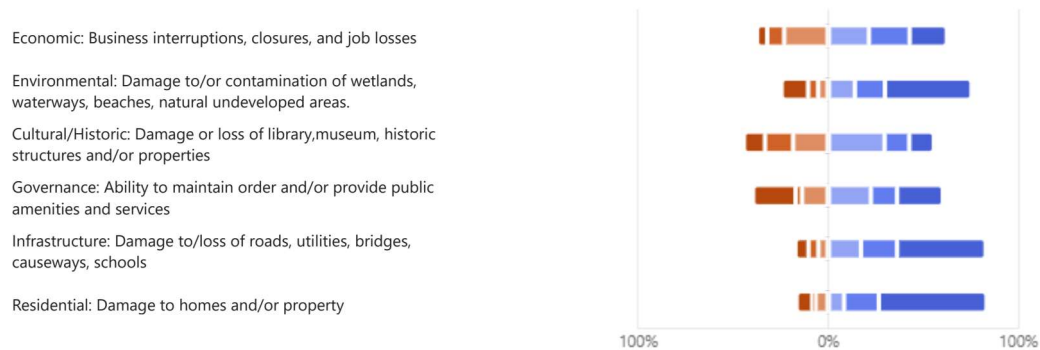 Economic: Business interruptions, closures, and job losses
Environmental: Damage to/or contamination of wetlands,
waterways, beaches, natural undeveloped areas.
Cultural/Historic: Damage or loss of library,museum, historic
structures and/or properties
Governance: Ability to maintain order and/or provide public
amenities and services
Infrastructure: Damage to/loss of roads, utilities, bridges,
causeways, schools
Residential: Damage to homes and/or property
100% 0% 100%